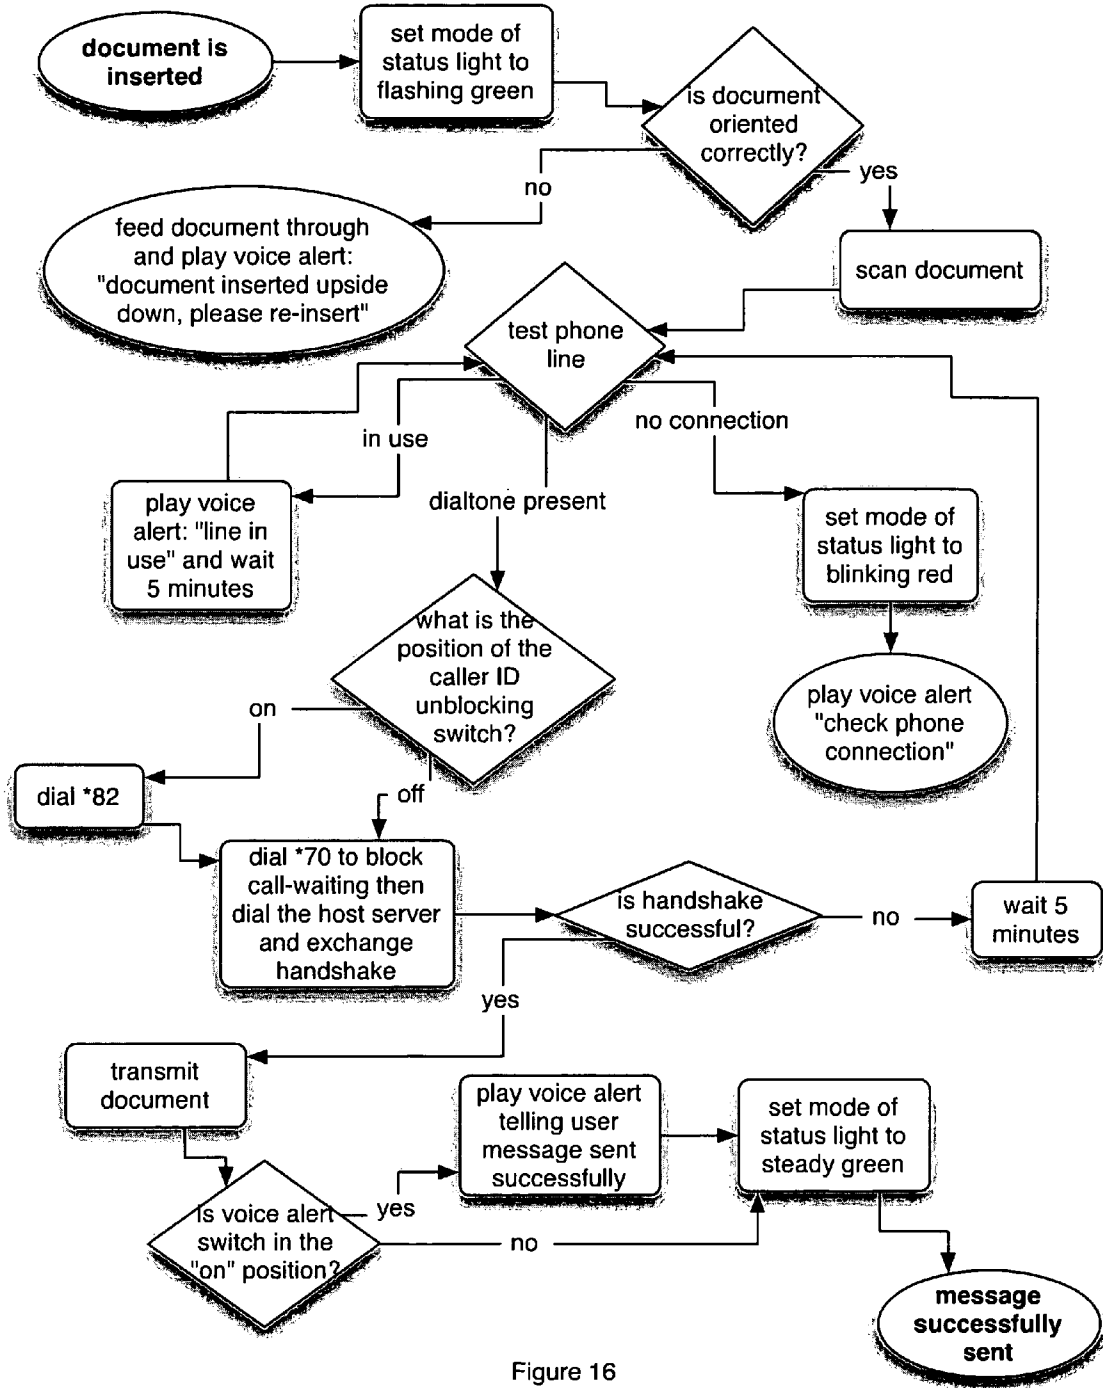 document is
inserted
set mode of
status light to
flashing green
is document
oriented
correctly?
no
yes
feed document through
and play voice alert:
"document inserted upside
down, please re-insert"
scan document
test phone
line
in use
no connection
dialtone present
play voice
alert: "line in
use" and wait
5 minutes
set mode of
status light to
blinking red
what is the
position of the
caller ID
unblocking
switch?
play voice alert
"check phone
connection"
on
off
dial *82
dial *70 to block
call-waiting then
dial the host server
and exchange
handshake
is handshake
successful?
no
wait 5
minutes
yes
transmit
document
play voice alert
telling user
message sent
successfully
set mode of
status light to
steady green
Is voice alert
switch in the
"on" position?
yes
no
message
successfully
sent
Figure 16